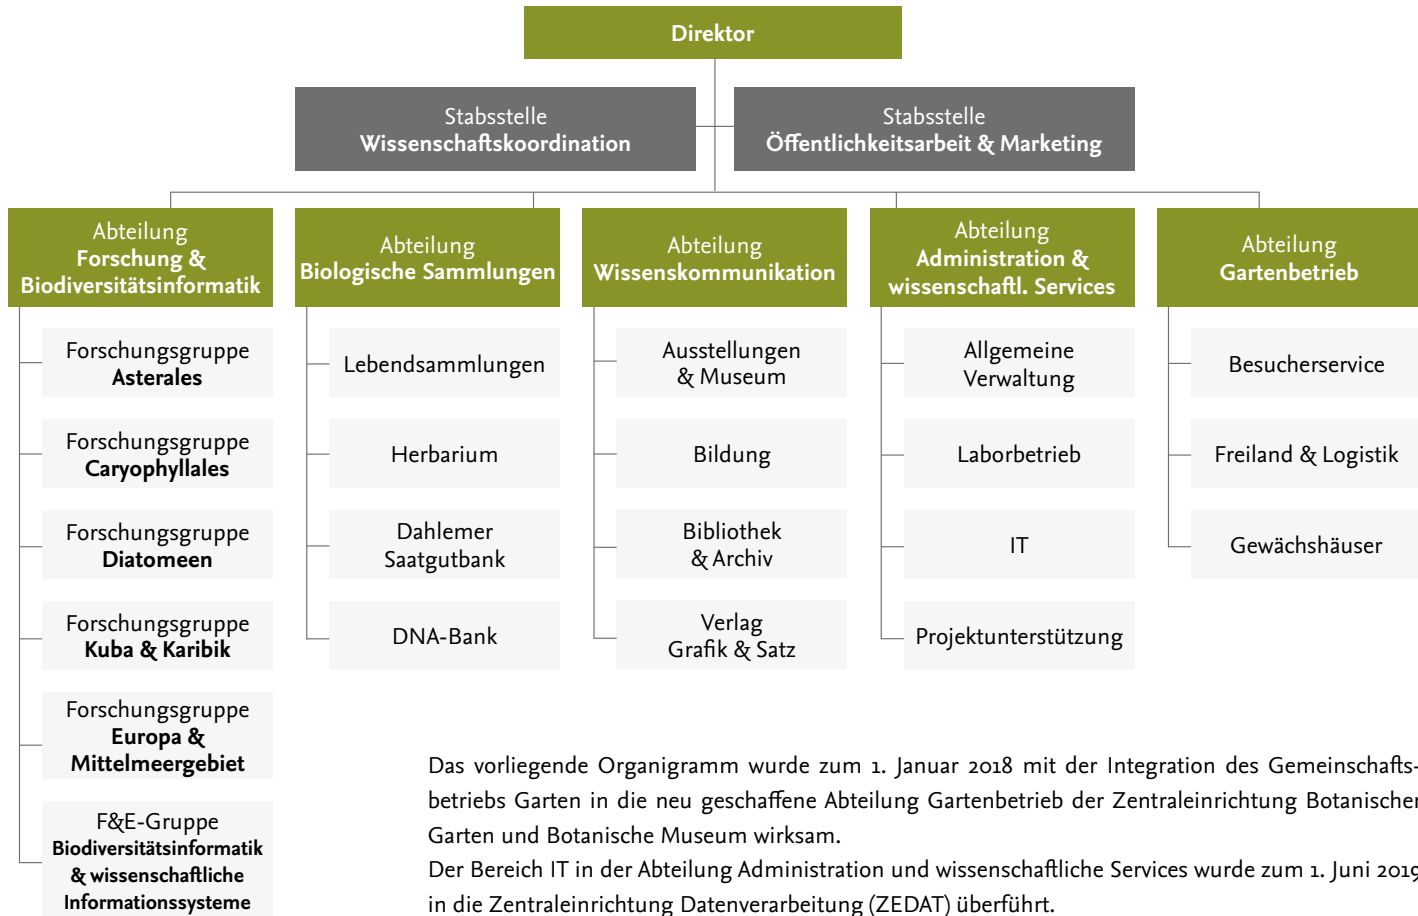 Direktor
Stabsstelle
Wissenschaftskoordination
Stabsstelle
Öffentlichkeitsarbeit & Marketing
Abteilung
Forschung &
Biodiversitätsinformatik
Abteilung
Biologische Sammlungen
Abteilung
Wissenskommunikation
Abteilung
Administration &
wissenschaftl. Services
Abteilung
Gartenbetrieb
Forschungsgruppe
Asterales
Forschungsgruppe
Caryophyllales
Forschungsgruppe
Diatomeen
Forschungsgruppe
Kuba & Karibik
Forschungsgruppe
Europa &
Mittelmeergebiet
F&E-Gruppe
Biodiversitätsinformatik
& wissenschaftliche
Informationssysteme
Lebendsammlungen
Herbarium
Dahlemer
Saatgutbank
DNA-Bank
Ausstellungen
& Museum
Bildung
Bibliothek
& Archiv
Verlag
Grafik & Satz
Allgemeine
Verwaltung
Laborbetrieb
IT
Projektunterstützung
Besucherservice
Freiland & Logistik
Gewächshäuser
Das vorliegende Organigramm wurde zum 1. Januar 2018 mit der Integration des Gemeinschafts-
betriebs Garten in die neu geschaffene Abteilung Gartenbetrieb der Zentraleinrichtung Botanischer
Garten und Botanische Museum wirksam.
Der Bereich IT in der Abteilung Administration und wissenschaftliche Services wurde zum 1. Juni 2019
in die Zentraleinrichtung Datenverarbeitung (ZEDAT) überführt.